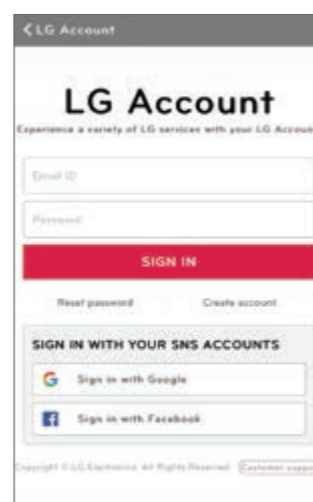 < LG Account
LG Account
Experience a variety of LG services with your LG Accoun
Email ID
Password
SIGN IN
Reset password Create account
SIGN IN WITH YOUR SNS ACCOUNTS
Sign in with Google
Sign in with Facebook
Copyright © LG Electronics. All Rights Reserved. Customer suppo